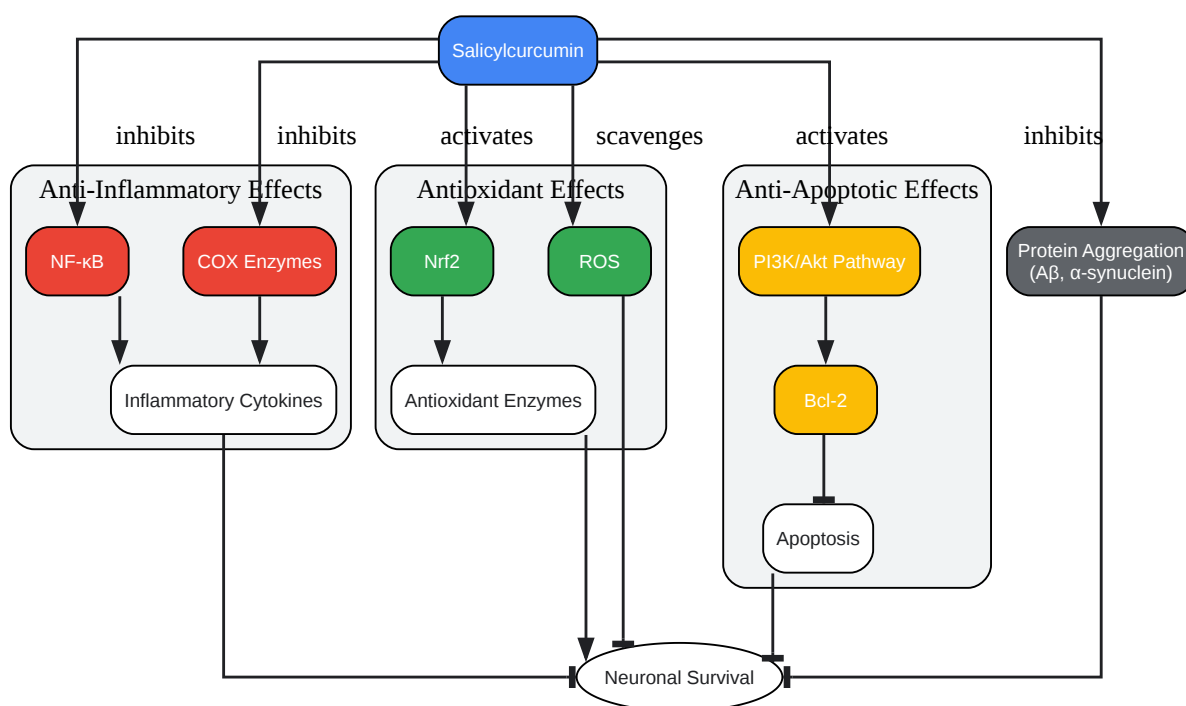 Salicylcurcumin
inhibits
inhibits
activates
scavenges
activates
inhibits
Anti-Inflammatory Effects
Antioxidant Effects
Anti-Apoptotic Effects
NF-κB
COX Enzymes
Nrf2
ROS
PI3K/Akt Pathway
Protein Aggregation
(Aβ, α-synuclein)
Inflammatory Cytokines
Antioxidant Enzymes
Bcl-2
Apoptosis
Neuronal Survival